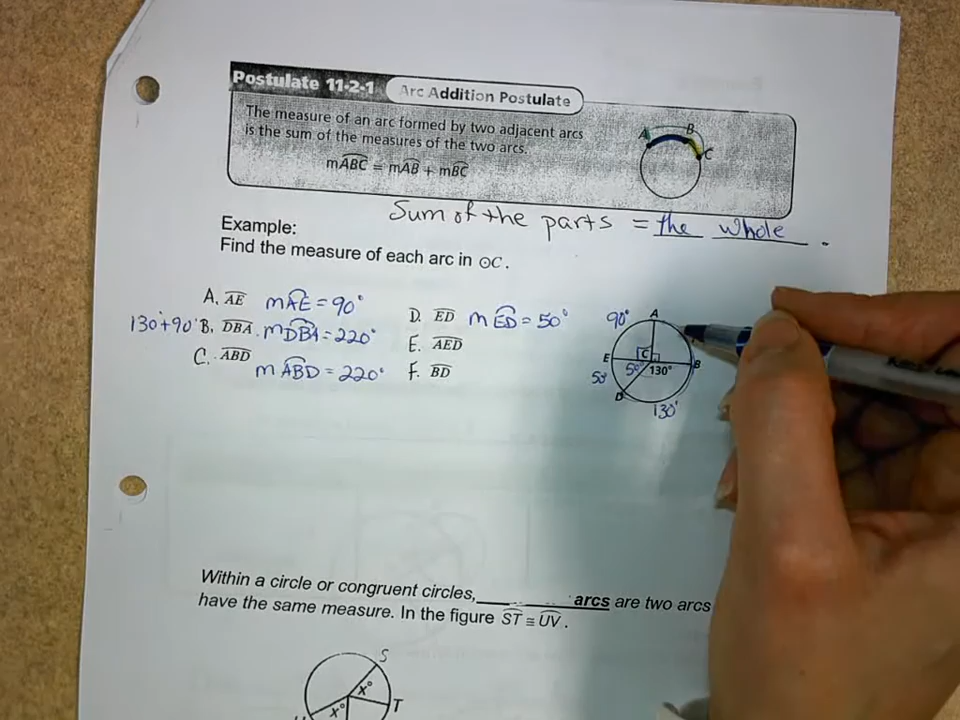 Postulate 11-2-1 Arc Addition Postulate
The measure of an arc formed by two adjacent arcs
is the sum of the measures of the two arcs.
mABC = mAB + mBC
A
B
C
Sum of the parts = the whole.
Example:
Find the measure of each arc in ⊙C.
A. AE mAE = 90°
130°+90° B. DBA mDBA = 220°
C. ABD
mABD = 220°
D. ED mED = 50°
E. AED
F. BD
90° A
E C B
50° 50° 130°
D
130°
Within a circle or congruent circles, arcs are two arcs
have the same measure. In the figure ST ≅ UV.
S
x°
x° T